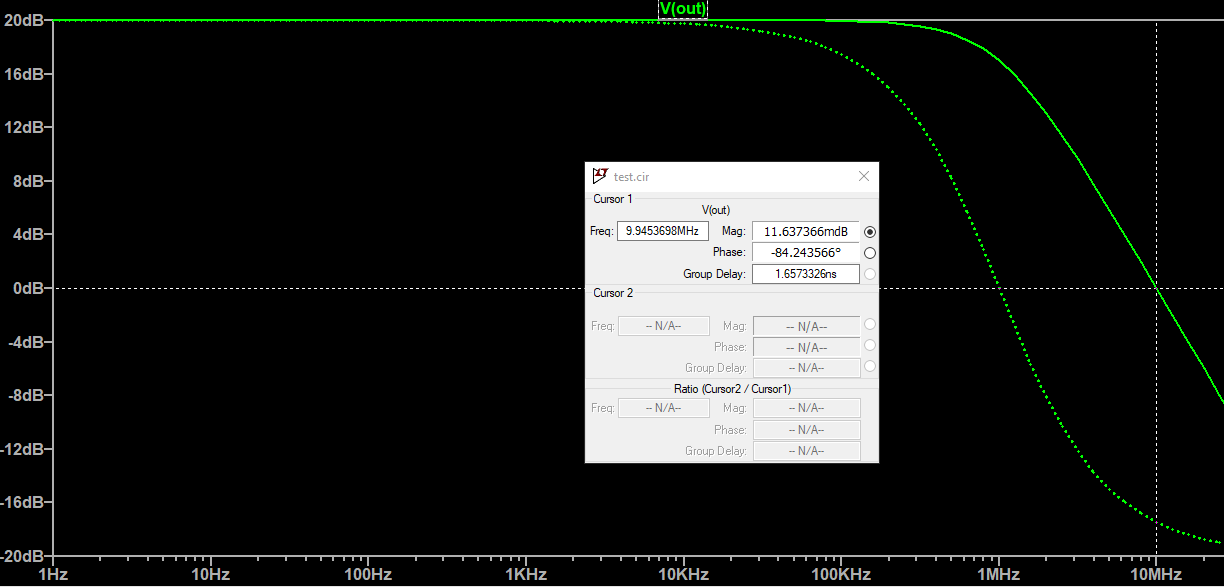 V(out)
20dB
16dB
12dB
8dB
4dB
0dB
-4dB
-8dB
-12dB
-16dB
-20dB
1Hz 10Hz 100Hz 1KHz 10KHz 100KHz 1MHz 10MHz
test.cir
Cursor 1
V(out)
Freq: 9.9453698MHz Mag: 11.637366mdB
Phase: -84.243566°
Group Delay: 1.6573326ns
Cursor 2
Freq: -- N/A-- Mag: -- N/A--
Phase: -- N/A--
Group Delay: -- N/A--
Ratio (Cursor2 / Cursor1)
Freq: -- N/A-- Mag: -- N/A--
Phase: -- N/A--
Group Delay: -- N/A--